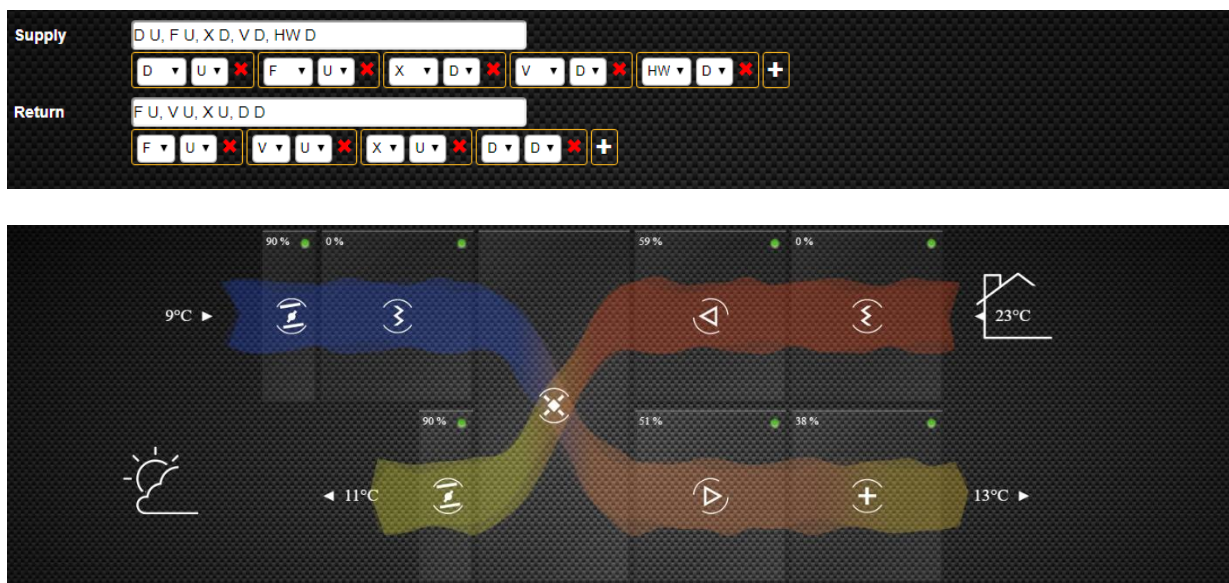 Supply D U, F U, X D, V D, HW D
D U F U X D V D HW D
Return F U, V U, X U, D D
F U V U X U D D
90 % 0 % 59 % 0 %
9°C 23°C
90 % 51 % 38 %
11°C 13°C